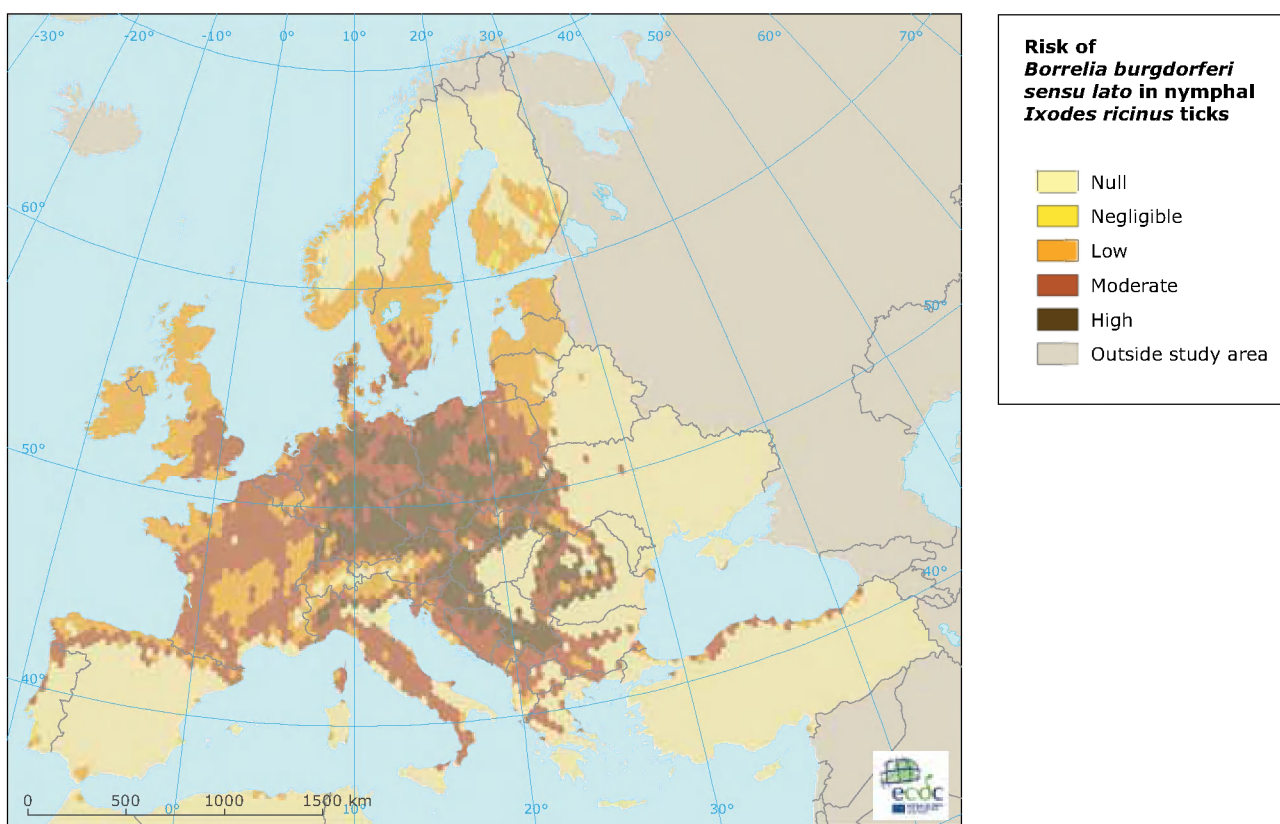 -30° -20° -10° 0° 10° 20° 30° 40° 50° 60° 70°
60°
50°
50°
40°
40°
0 500 1000 1500 km
0° 10° 20° 30°
ecdc
Risk of
Borrelia burgdorferi
sensu lato in nymphal
Ixodes ricinus ticks
Null
Negligible
Low
Moderate
High
Outside study area